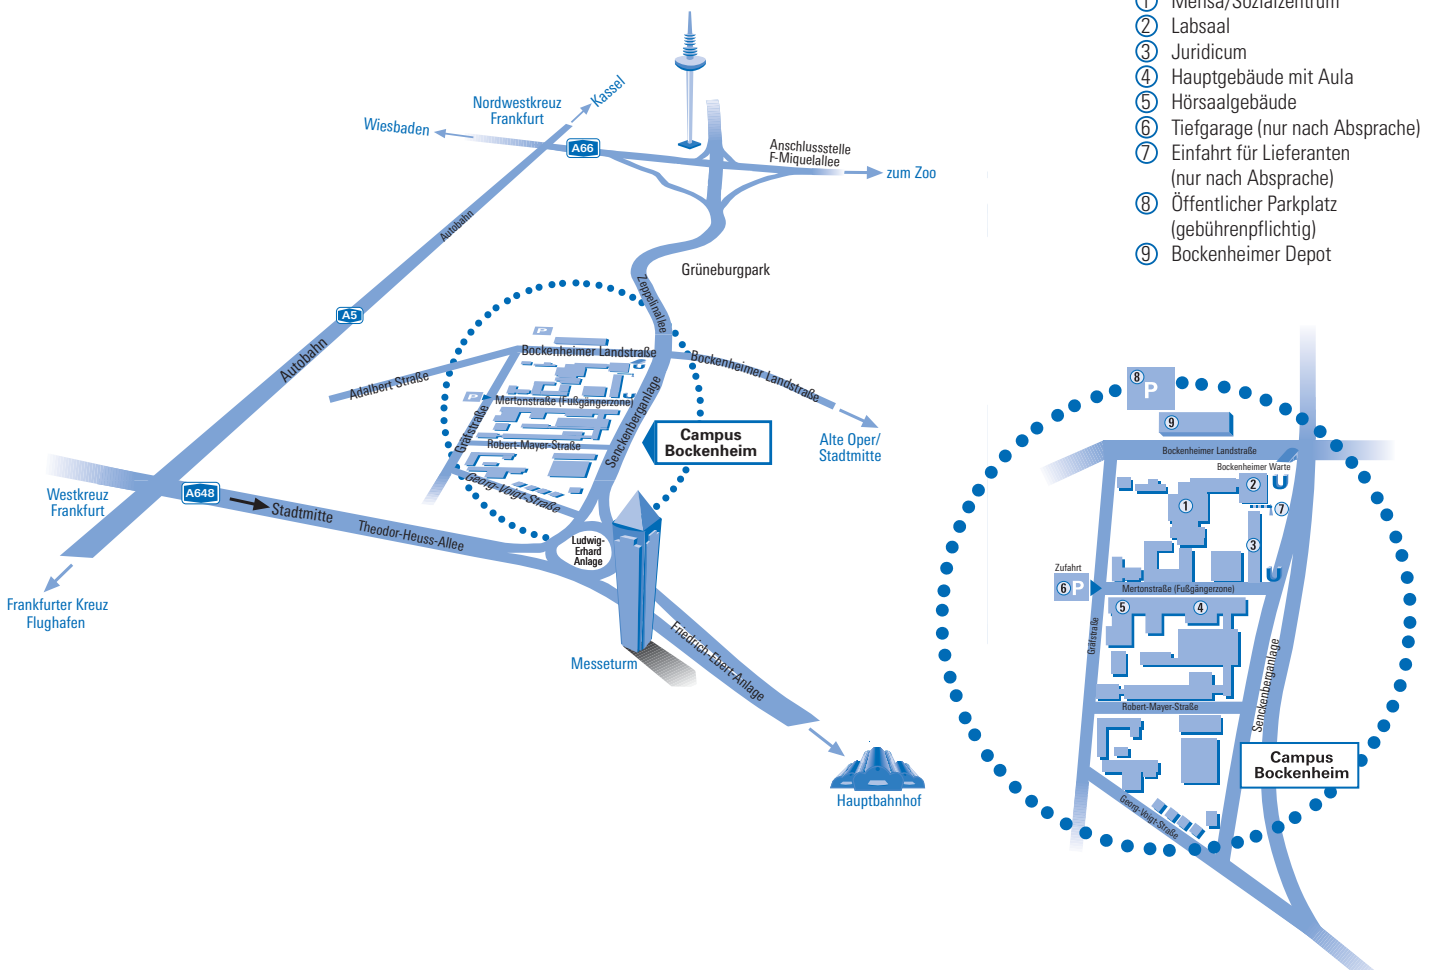 ① Mensa/Sozialzentrum
② Labsaal
③ Juridicum
④ Hauptgebäude mit Aula
⑤ Hörsaalgebäude
⑥ Tiefgarage (nur nach Absprache)
⑦ Einfahrt für Lieferanten
(nur nach Absprache)
⑧ Öffentlicher Parkplatz
(gebührenpflichtig)
⑨ Bockenheimer Depot
Nordwestkreuz
Frankfurt
Kassel
Wiesbaden
A66
Anschlussstelle
F-Miquelallee
zum Zoo
Autobahn
Grüneburgpark
Zeppelinallee
A5
Autobahn
P
Bockenheimer Landstraße
Bockenheimer Landstraße
Adalbert Straße
P
Mertonstraße (Fußgängerzone)
Gräfstraße
Senckenberganlage
Robert-Mayer-Straße
Campus
Bockenheim
Alte Oper/
Stadtmitte
Georg-Voigt-Straße
Westkreuz
Frankfurt
A648
Stadtmitte
Theodor-Heuss-Allee
Ludwig-
Erhard
Anlage
Frankfurter Kreuz
Flughafen
Messeturm
Friedrich-Ebert-Anlage
Hauptbahnhof
8
P
9
Bockenheimer Landstraße
Bockenheimer Warte
2
U
1
7
3
Zufahrt
6 P
U
Mertonstraße (Fußgängerzone)
5
4
Gräfstraße
Senckenberganlage
Robert-Mayer-Straße
Campus
Bockenheim
Georg-Voigt-Straße